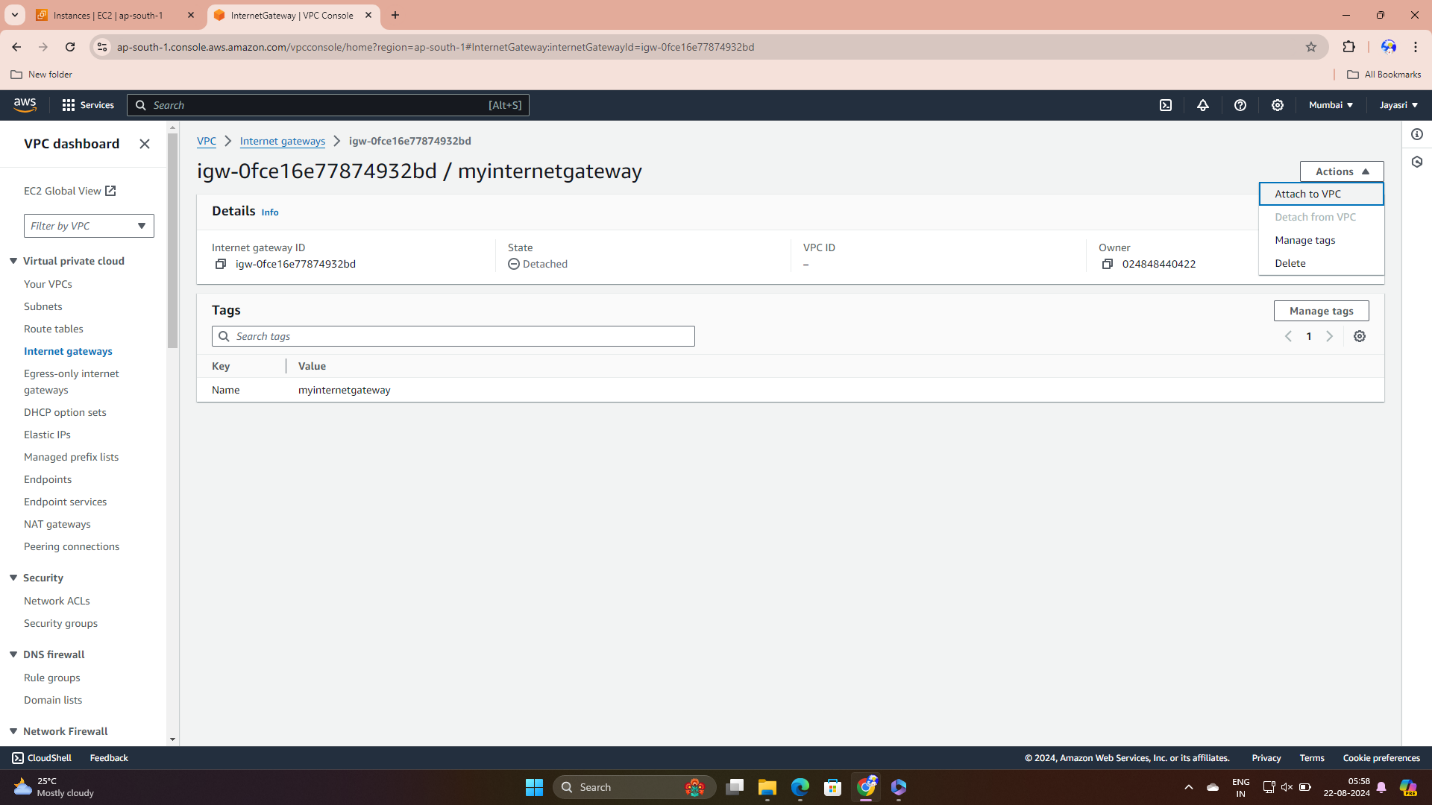 Instances | EC2 | ap-south-1
InternetGateway | VPC Console
ap-south-1.console.aws.amazon.com/vpcconsole/home?region=ap-south-1#InternetGateway:internetGatewayId=igw-0fce16e77874932bd
New folder
All Bookmarks
aws
Services
Search
[Alt+S]
Mumbai
Jayasri
VPC dashboard
EC2 Global View
Filter by VPC
Virtual private cloud
Your VPCs
Subnets
Route tables
Internet gateways
Egress-only internet
gateways
DHCP option sets
Elastic IPs
Managed prefix lists
Endpoints
Endpoint services
NAT gateways
Peering connections
Security
Network ACLs
Security groups
DNS firewall
Rule groups
Domain lists
Network Firewall
VPC
Internet gateways
igw-0fce16e77874932bd
igw-0fce16e77874932bd / myinternetgateway
Actions
Attach to VPC
Detach from VPC
Manage tags
Delete
Details Info
Internet gateway ID
igw-0fce16e77874932bd
State
Detached
VPC ID
–
Owner
024848440422
Tags
Manage tags
Search tags
1
Key
Value
Name
myinternetgateway
CloudShell
Feedback
© 2024, Amazon Web Services, Inc. or its affiliates.
Privacy
Terms
Cookie preferences
25°C
Mostly cloudy
Search
ENG
IN
05:58
22-08-2024